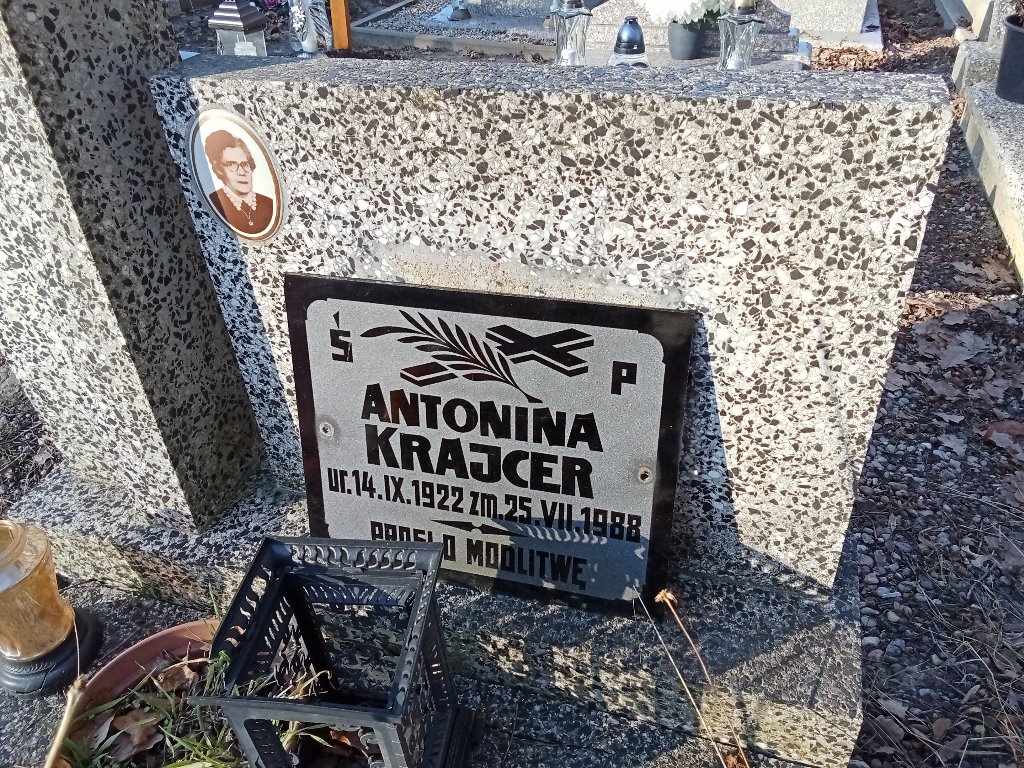 Ś P
ANTONINA
KRAJCER
ur.14.IX.1922 zm.25.VII.1988
PROSI O MODLITWĘ